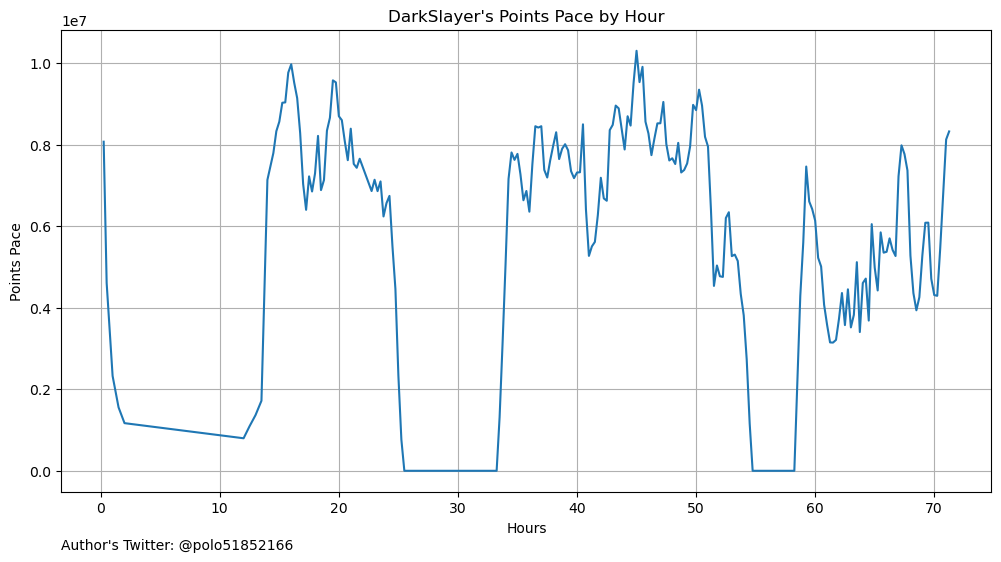 DarkSlayer's Points Pace by Hour
1e7
1.0
0.8
0.6
0.4
0.2
0.0
Points Pace
0 10 20 30 40 50 60 70
Hours
Author's Twitter: @polo51852166